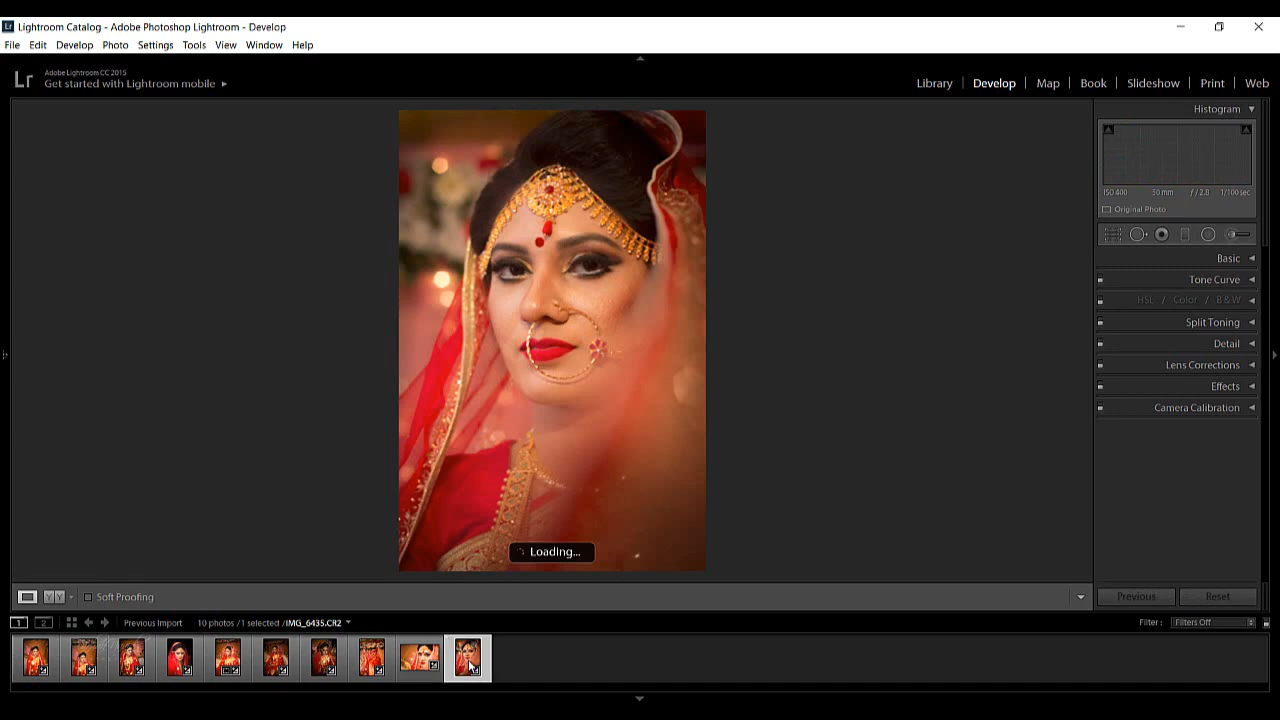 Lightroom Catalog - Adobe Photoshop Lightroom - Develop
File Edit Develop Photo Settings Tools View Window Help
Lr
Adobe Lightroom CC 2015
Get started with Lightroom mobile
Library | Develop | Map | Book | Slideshow | Print | Web
Histogram
ISO 400 50 mm ƒ / 2.8 1/100 sec
Original Photo
Basic
Tone Curve
HSL / Color / B & W
Split Toning
Detail
Lens Corrections
Effects
Camera Calibration
Loading...
Y Y Soft Proofing
Previous Reset
1 2 Previous Import 10 photos / 1 selected / IMG_6435.CR2 Filter : Filters Off